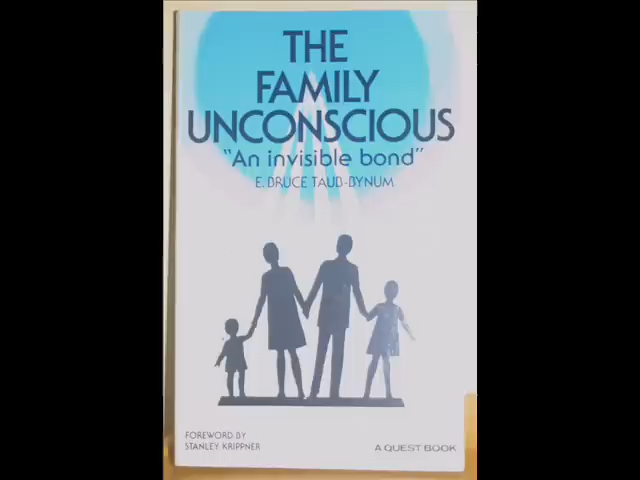 THE
FAMILY
UNCONSCIOUS
"An invisible bond"
E. BRUCE TAUB-BYNUM
FOREWORD BY
STANLEY KRIPPNER
A QUEST BOOK